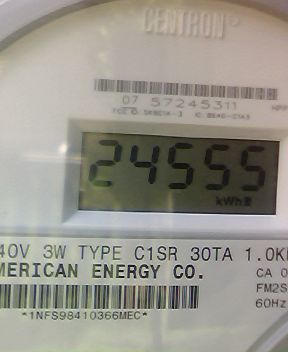 CENTRON®
07 57245311
24555
kWh
40V 3W TYPE C1SR 30TA 1.0K
MERICAN ENERGY CO.
CA 0
FM2S
60Hz
*1NFS98410366MEC*